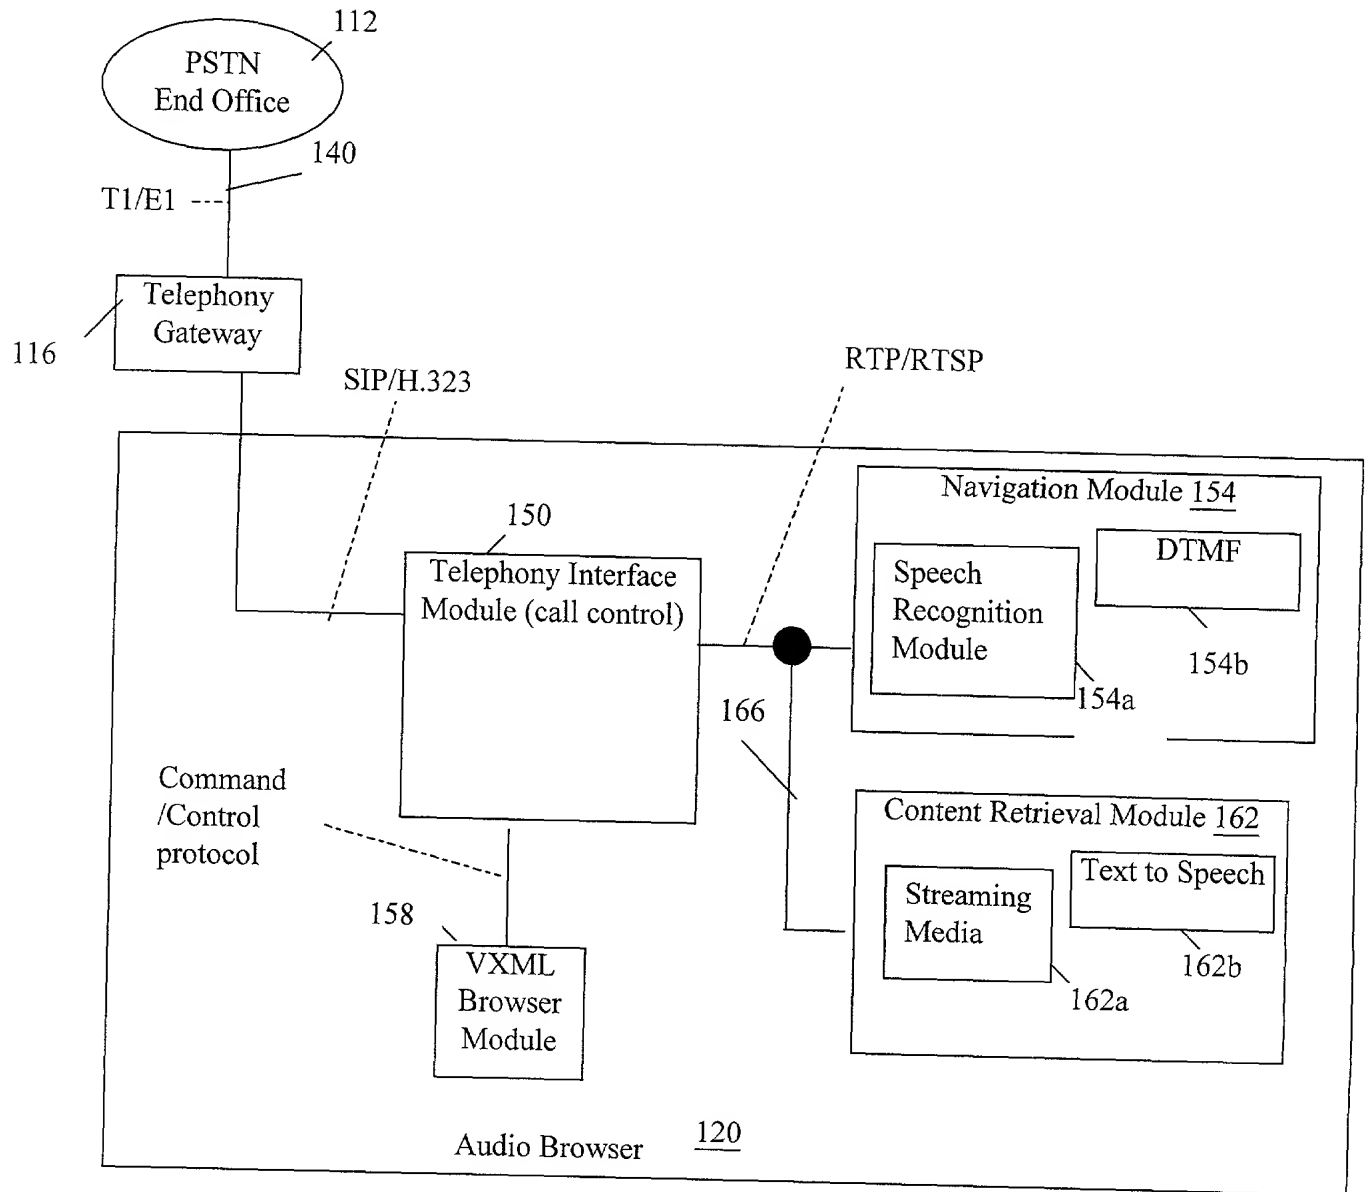 112
PSTN
End Office
140
T1/E1
Telephony
Gateway
116
SIP/H.323
RTP/RTSP
Navigation Module 154
150
Telephony Interface
Module (call control)
Speech
Recognition
Module
DTMF
154b
154a
166
Command
/Control
protocol
Content Retrieval Module 162
Streaming
Media
Text to Speech
162b
162a
158
VXML
Browser
Module
Audio Browser 120